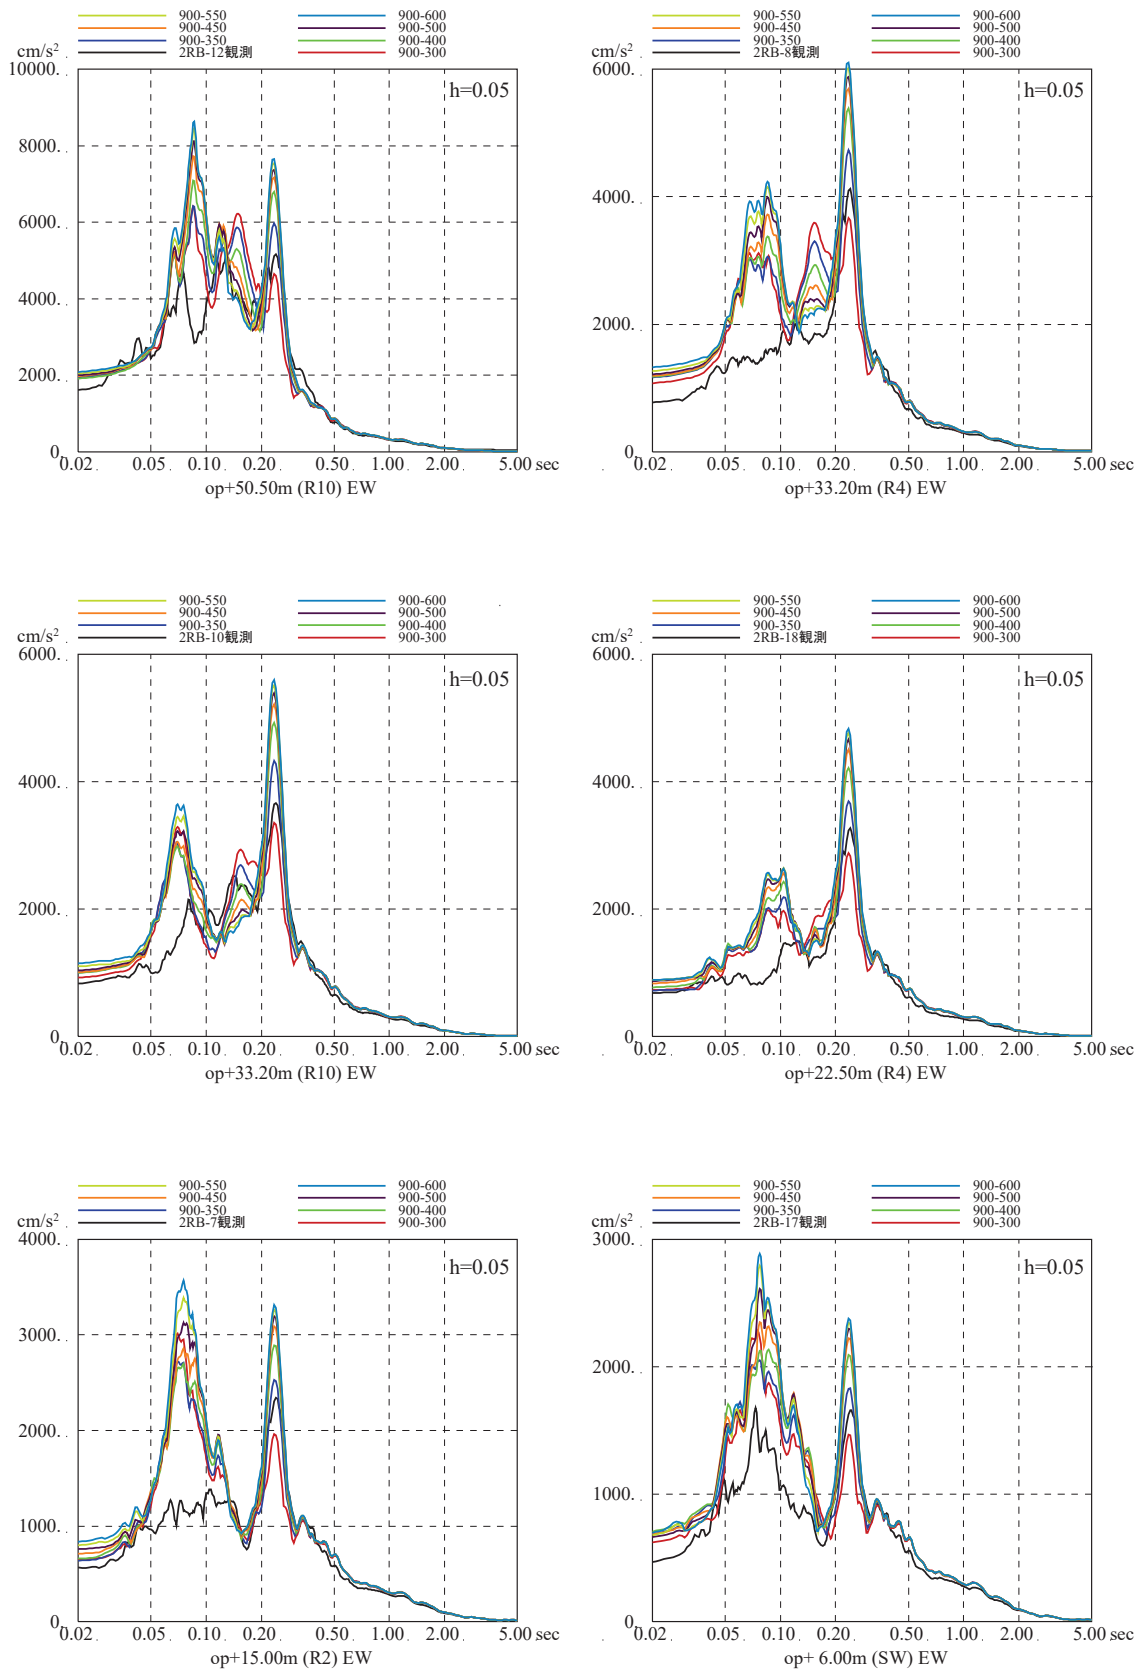 900-550
900-600
900-450
900-500
900-350
900-400
2RB-12観測
900-300
cm/s²
10000.
h=0.05
8000.
6000.
4000.
2000.
0.
0.02 0.05 0.10 0.20 0.50 1.00 2.00 5.00 sec
op+50.50m (R10) EW
900-550
900-600
900-450
900-500
900-350
900-400
2RB-8観測
900-300
cm/s²
6000.
h=0.05
4000.
2000.
0.
0.02 0.05 0.10 0.20 0.50 1.00 2.00 5.00 sec
op+33.20m (R4) EW
900-550
900-600
900-450
900-500
900-350
900-400
2RB-10観測
900-300
cm/s²
6000.
h=0.05
4000.
2000.
0.
0.02 0.05 0.10 0.20 0.50 1.00 2.00 5.00 sec
op+33.20m (R10) EW
900-550
900-600
900-450
900-500
900-350
900-400
2RB-18観測
900-300
cm/s²
6000.
h=0.05
4000.
2000.
0.
0.02 0.05 0.10 0.20 0.50 1.00 2.00 5.00 sec
op+22.50m (R4) EW
900-550
900-600
900-450
900-500
900-350
900-400
2RB-7観測
900-300
cm/s²
4000.
h=0.05
3000.
2000.
1000.
0.
0.02 0.05 0.10 0.20 0.50 1.00 2.00 5.00 sec
op+15.00m (R2) EW
900-550
900-600
900-450
900-500
900-350
900-400
2RB-17観測
900-300
cm/s²
3000.
h=0.05
2000.
1000.
0.
0.02 0.05 0.10 0.20 0.50 1.00 2.00 5.00 sec
op+ 6.00m (SW) EW